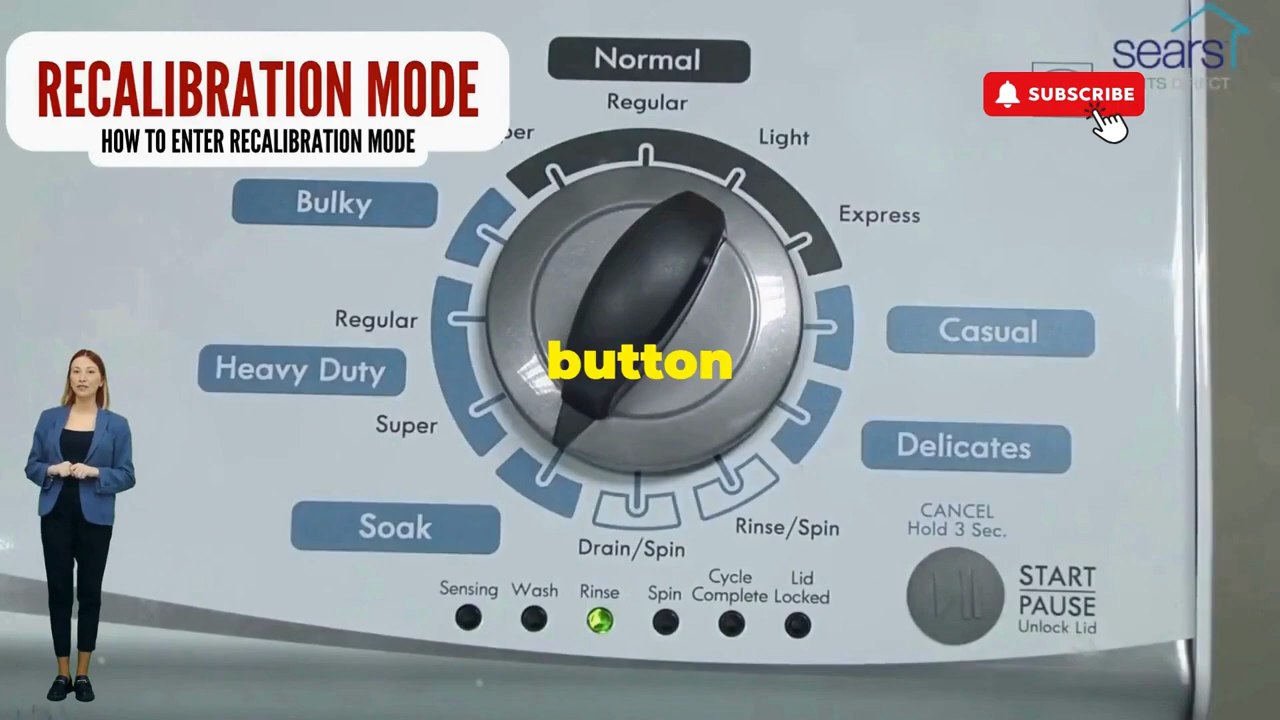 sears
RECALIBRATION MODE
HOW TO ENTER RECALIBRATION MODE
SUBSCRIBE
DIRECT
Normal
Regular
Light
Express
Bulky
Regular
Heavy Duty
Super
Casual
Delicates
button
Soak
Drain/Spin
Rinse/Spin
CANCEL
Hold 3 Sec.
START
PAUSE
Unlock Lid
Sensing
Wash
Rinse
Spin
Cycle
Complete
Lid
Locked